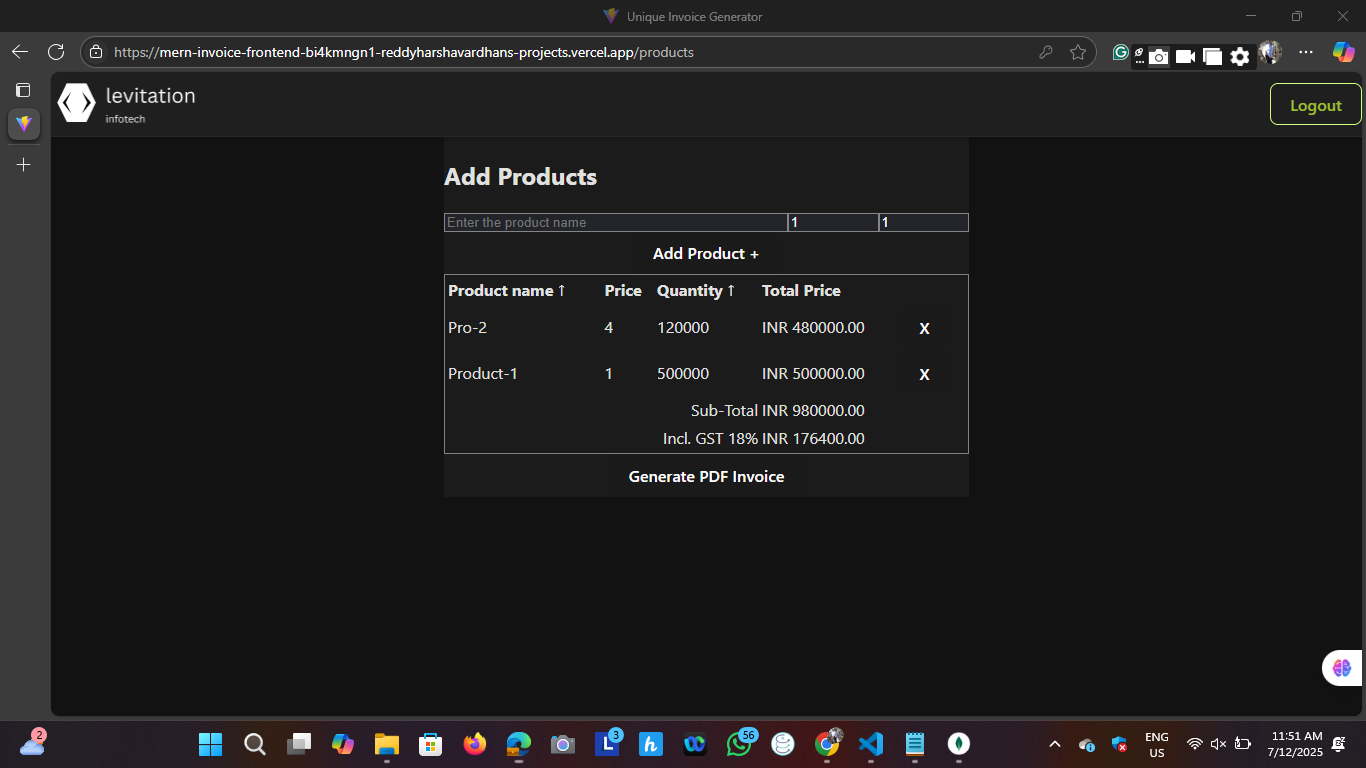 Unique Invoice Generator
https://mern-invoice-frontend-bi4kmngn1-reddyharshavardhans-projects.vercel.app/products
levitation
infotech
Logout
Add Products
Enter the product name 1 1
Add Product +
Product name ↑ Price Quantity ↑ Total Price
Pro-2 4 120000 INR 480000.00 X
Product-1 1 500000 INR 500000.00 X
Sub-Total INR 980000.00
Incl. GST 18% INR 176400.00
Generate PDF Invoice
2
L 3
h
56
ENG
US
11:51 AM
7/12/2025